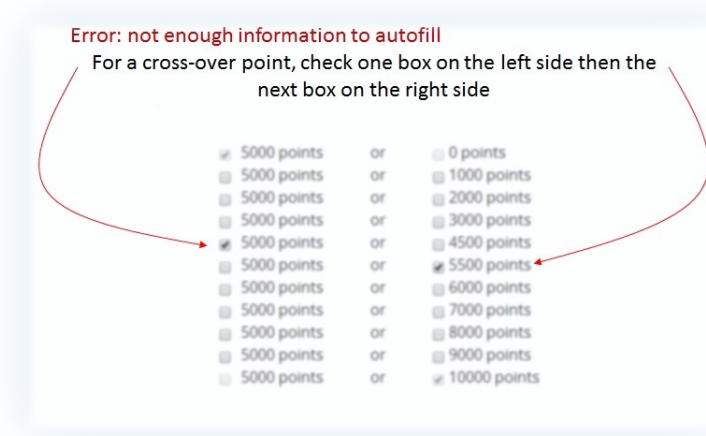 Error: not enough information to autofill
For a cross-over point, check one box on the left side then the
next box on the right side
5000 points or 0 points
5000 points or 1000 points
5000 points or 2000 points
5000 points or 3000 points
5000 points or 4500 points
5000 points or 5500 points
5000 points or 6000 points
5000 points or 7000 points
5000 points or 8000 points
5000 points or 9000 points
5000 points or 10000 points